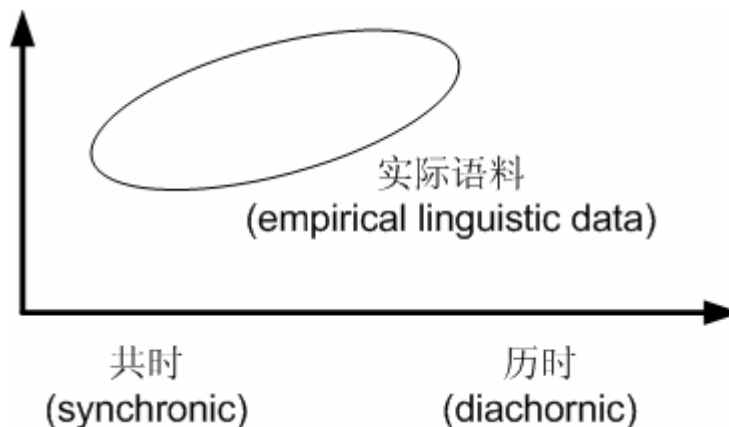 实际语料
(empirical linguistic data)
共时
历时
(synchronic)
(diachornic)